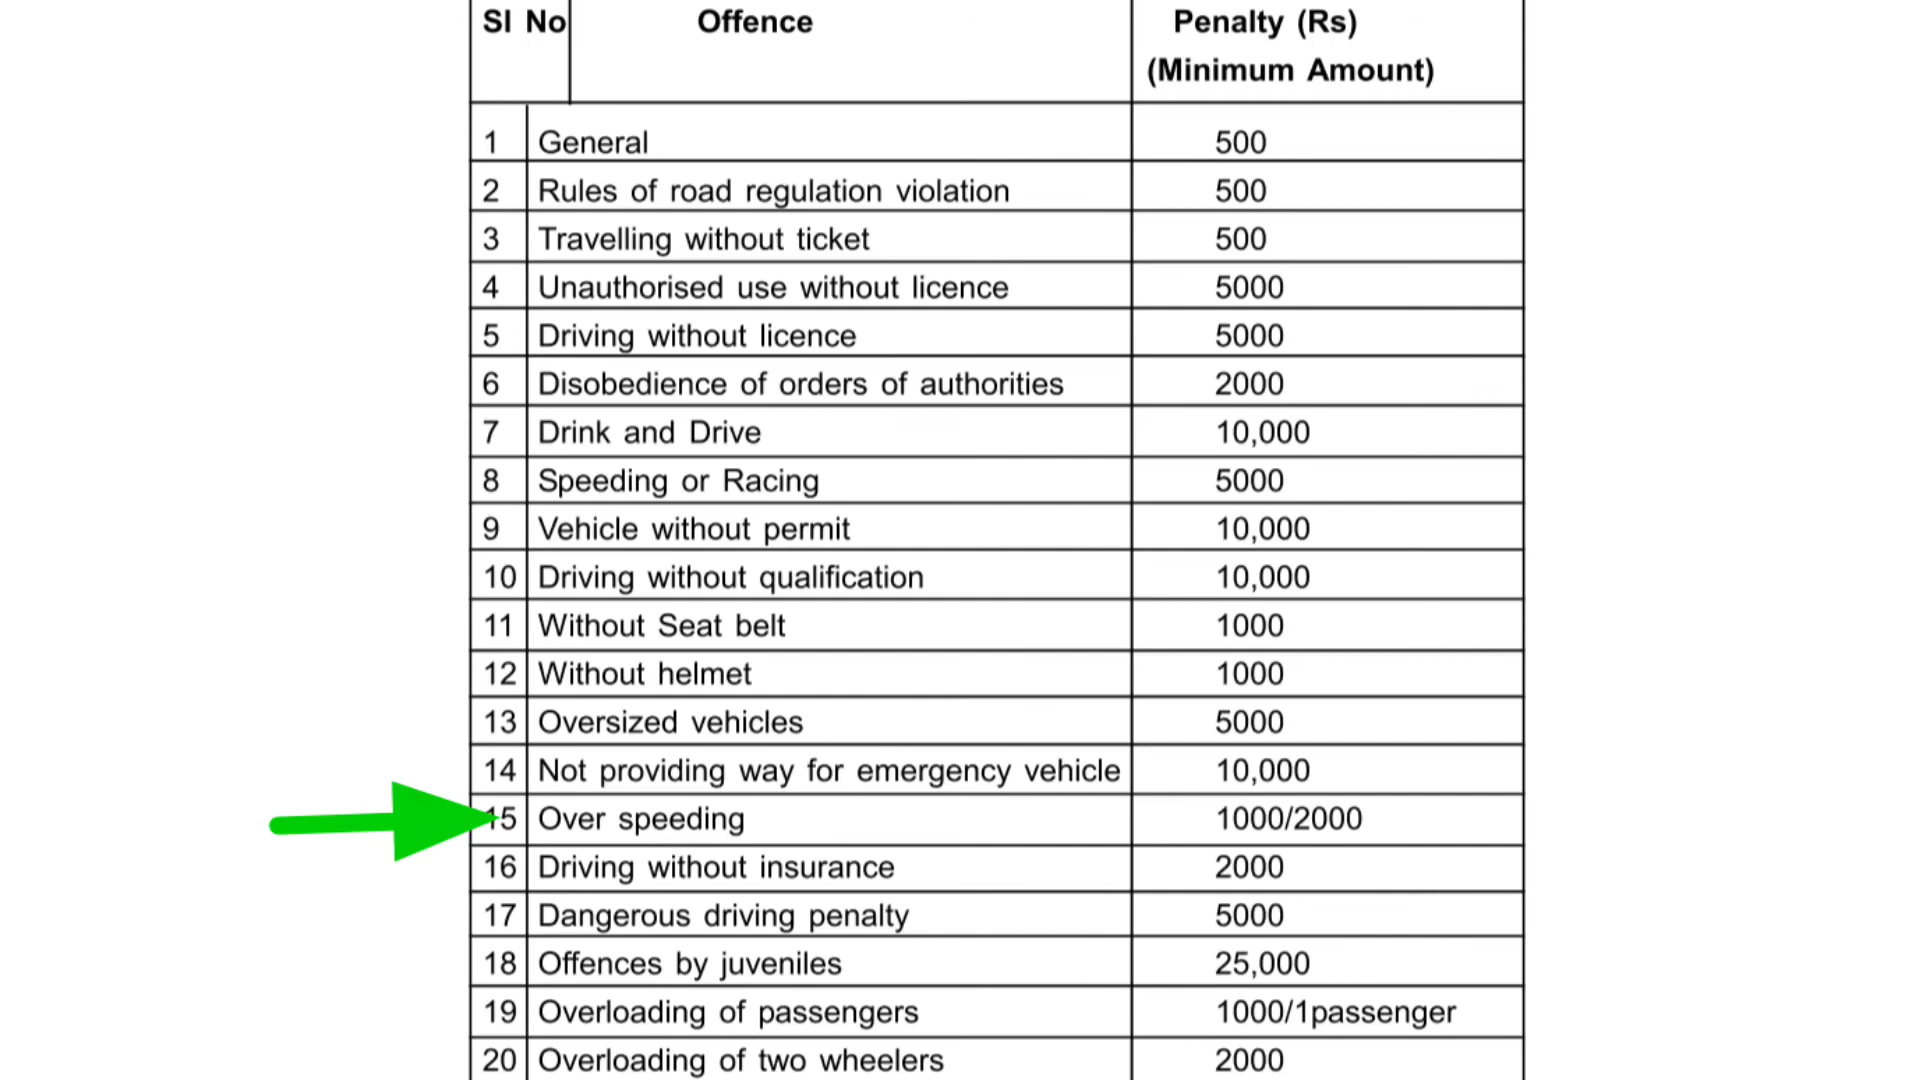 Sl No Offence Penalty (Rs)
(Minimum Amount)
1 General 500
2 Rules of road regulation violation 500
3 Travelling without ticket 500
4 Unauthorised use without licence 5000
5 Driving without licence 5000
6 Disobedience of orders of authorities 2000
7 Drink and Drive 10,000
8 Speeding or Racing 5000
9 Vehicle without permit 10,000
10 Driving without qualification 10,000
11 Without Seat belt 1000
12 Without helmet 1000
13 Oversized vehicles 5000
14 Not providing way for emergency vehicle 10,000
15 Over speeding 1000/2000
16 Driving without insurance 2000
17 Dangerous driving penalty 5000
18 Offences by juveniles 25,000
19 Overloading of passengers 1000/1passenger
20 Overloading of two wheelers 2000